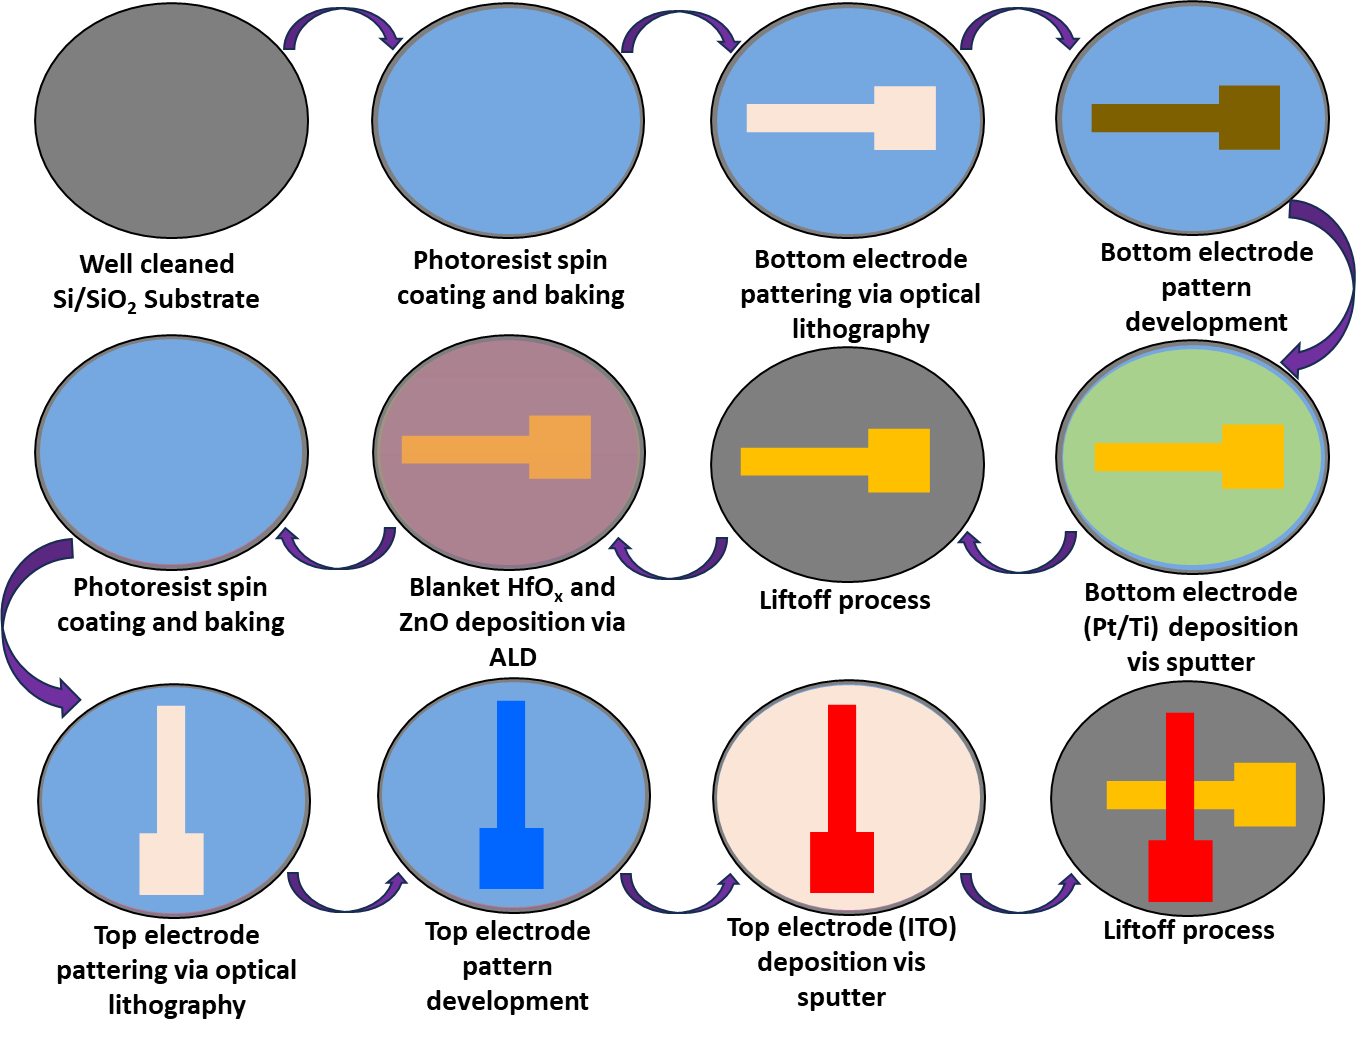 Well cleaned
Si/SiO₂ Substrate
Photoresist spin
coating and baking
Bottom electrode
pattering via optical
lithography
Bottom electrode
pattern
development
Photoresist spin
coating and baking
Blanket HfOₓ and
ZnO deposition via
ALD
Liftoff process
Bottom electrode
(Pt/Ti) deposition
vis sputter
Top electrode
pattering via optical
lithography
Top electrode
pattern
development
Top electrode (ITO)
deposition vis
sputter
Liftoff process